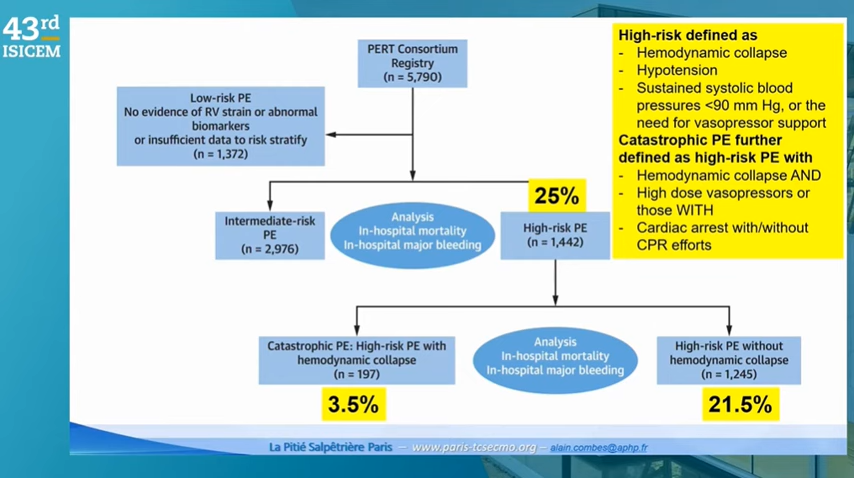 43rd
ISICEM
PERT Consortium
Registry
(n = 5,790)
Low-risk PE
No evidence of RV strain or abnormal
biomarkers
or insufficient data to risk stratify
(n = 1,372)
High-risk defined as
- Hemodynamic collapse
- Hypotension
- Sustained systolic blood
pressures <90 mm Hg, or the
need for vasopressor support
Catastrophic PE further
defined as high-risk PE with
- Hemodynamic collapse AND
- High dose vasopressors or
those WITH
- Cardiac arrest with/without
CPR efforts
25%
Intermediate-risk
PE
(n = 2,976)
Analysis
In-hospital mortality
In-hospital major bleeding
High-risk PE
(n = 1,442)
Catastrophic PE: High-risk PE with
hemodynamic collapse
(n = 197)
Analysis
In-hospital mortality
In-hospital major bleeding
High-risk PE without
hemodynamic collapse
(n = 1,245)
3.5%
21.5%
La Pitié Salpêtrière Paris – www.paris-tcsecmo.org – alain.combes@aphp.fr